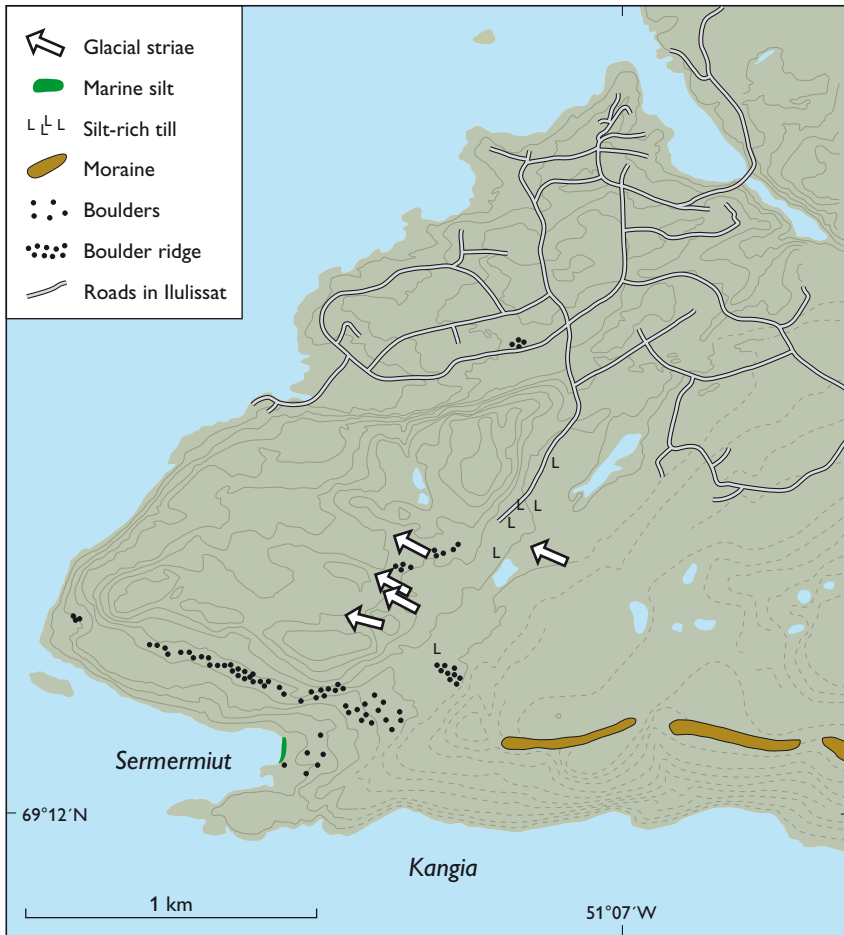 Glacial striae
Marine silt
L L L L
Silt-rich till
Moraine
Boulders
Boulder ridge
Roads in Ilulissat
L
L
L
L
L
L
Sermermiut
69°12´N
Kangia
1 km
51°07´W